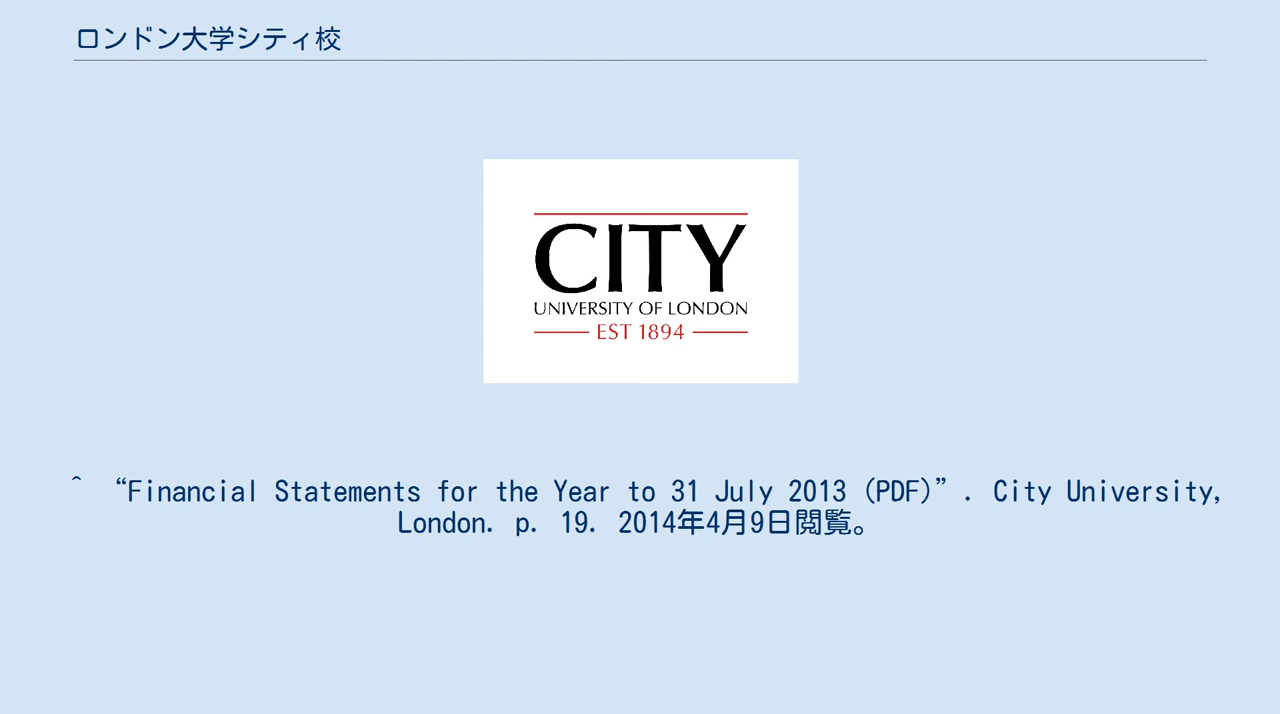 ロンドン大学シティ校
CITY
UNIVERSITY OF LONDON
EST 1894
^ “Financial Statements for the Year to 31 July 2013 (PDF)”. City University,
London. p. 19. 2014年4月9日閲覧。